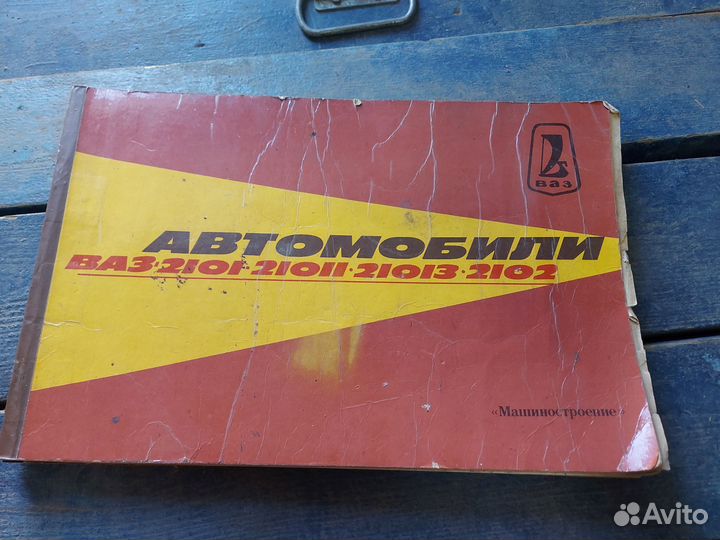 ваз
АВТОМОБИЛИ
ВАЗ·2101·21011·21013·2102
«Машиностроение»
Avito